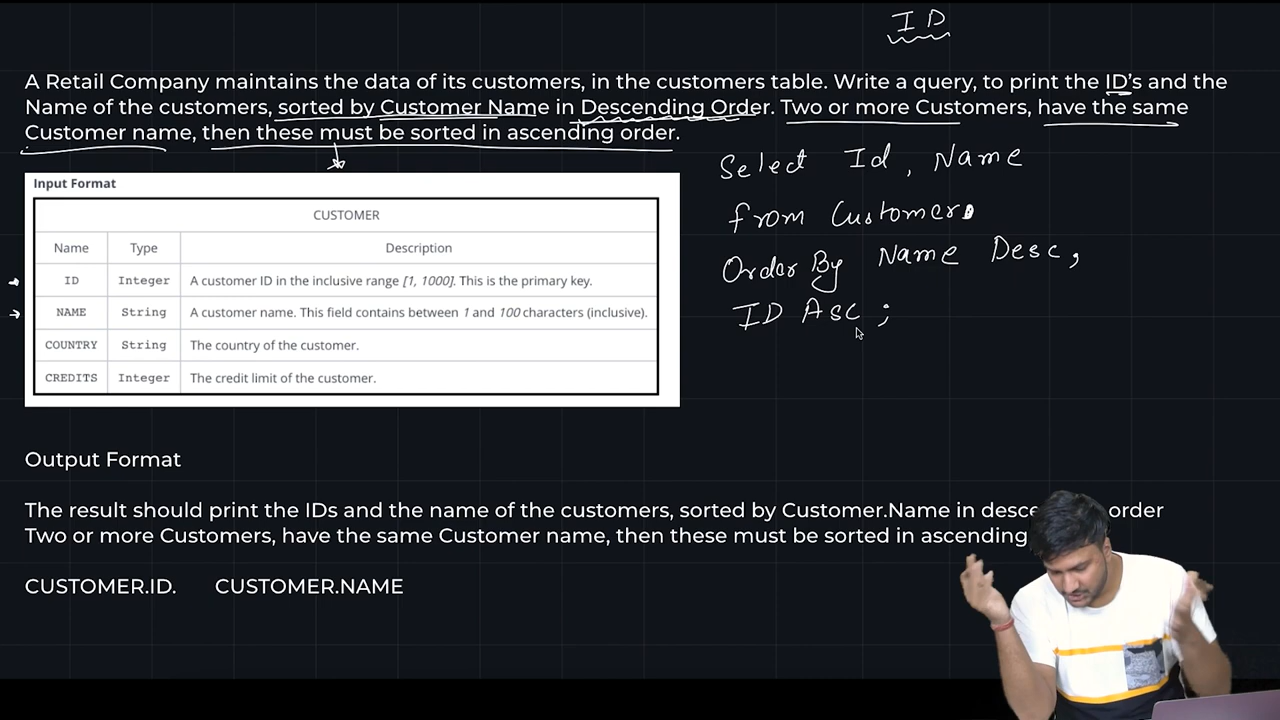 ID
A Retail Company maintains the data of its customers, in the customers table. Write a query, to print the ID's and the
Name of the customers, sorted by Customer Name in Descending Order. Two or more Customers, have the same
Customer name, then these must be sorted in ascending order.
Select Id, Name
from Customer
Order By Name Desc,
ID Asc;
Input Format
CUSTOMER
Name Type Description
ID Integer A customer ID in the inclusive range [1, 1000]. This is the primary key.
NAME String A customer name. This field contains between 1 and 100 characters (inclusive).
COUNTRY String The country of the customer.
CREDITS Integer The credit limit of the customer.
Output Format
The result should print the IDs and the name of the customers, sorted by Customer.Name in desce order
Two or more Customers, have the same Customer name, then these must be sorted in ascending
CUSTOMER.ID. CUSTOMER.NAME